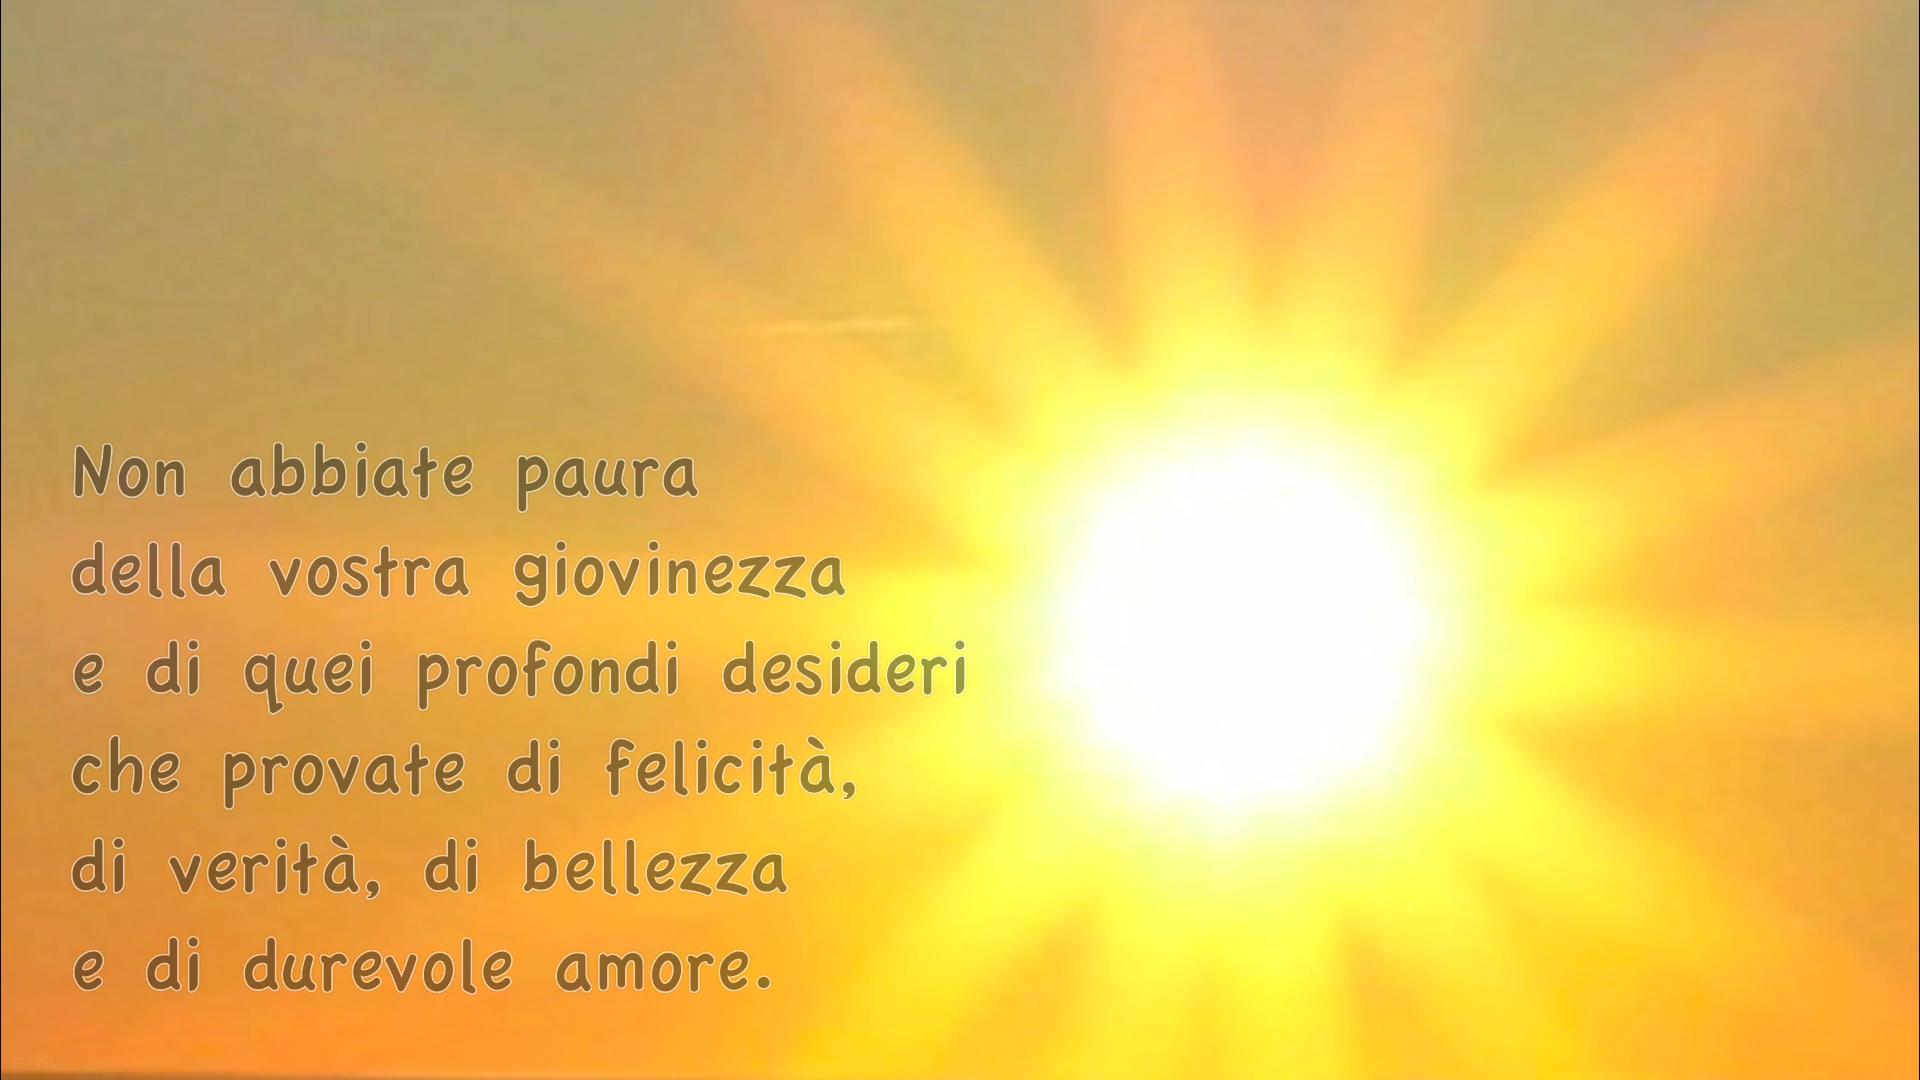 Non abbiate paura
della vostra giovinezza
e di quei profondi desideri
che provate di felicità,
di verità, di bellezza
e di durevole amore.